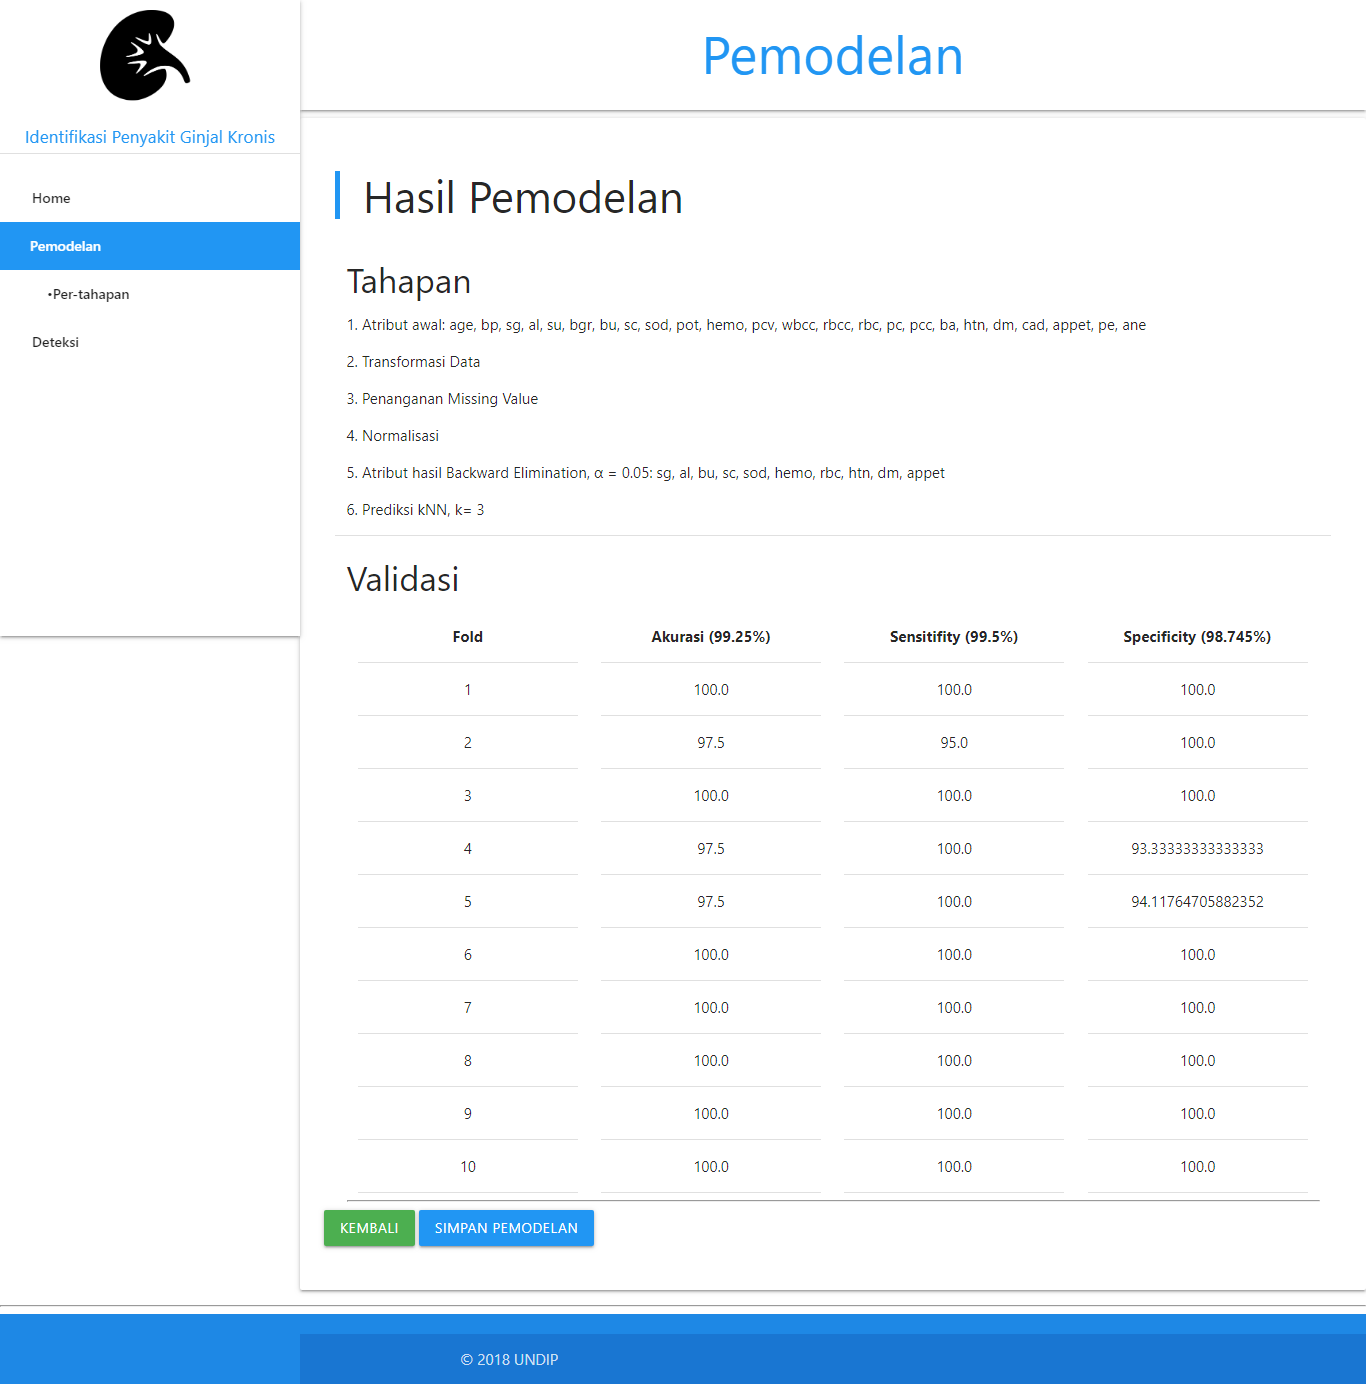 Identifikasi Penyakit Ginjal Kronis
Home
Pemodelan
•Per-tahapan
Deteksi
Pemodelan
Hasil Pemodelan
Tahapan
1. Atribut awal: age, bp, sg, al, su, bgr, bu, sc, sod, pot, hemo, pcv, wbcc, rbcc, rbc, pc, pcc, ba, htn, dm, cad, appet, pe, ane
2. Transformasi Data
3. Penanganan Missing Value
4. Normalisasi
5. Atribut hasil Backward Elimination, α = 0.05: sg, al, bu, sc, sod, hemo, rbc, htn, dm, appet
6. Prediksi kNN, k= 3
Validasi
Fold Akurasi (99.25%) Sensitifity (99.5%) Specificity (98.745%)
1 100.0 100.0 100.0
2 97.5 95.0 100.0
3 100.0 100.0 100.0
4 97.5 100.0 93.33333333333333
5 97.5 100.0 94.11764705882352
6 100.0 100.0 100.0
7 100.0 100.0 100.0
8 100.0 100.0 100.0
9 100.0 100.0 100.0
10 100.0 100.0 100.0
KEMBALI SIMPAN PEMODELAN
© 2018 UNDIP